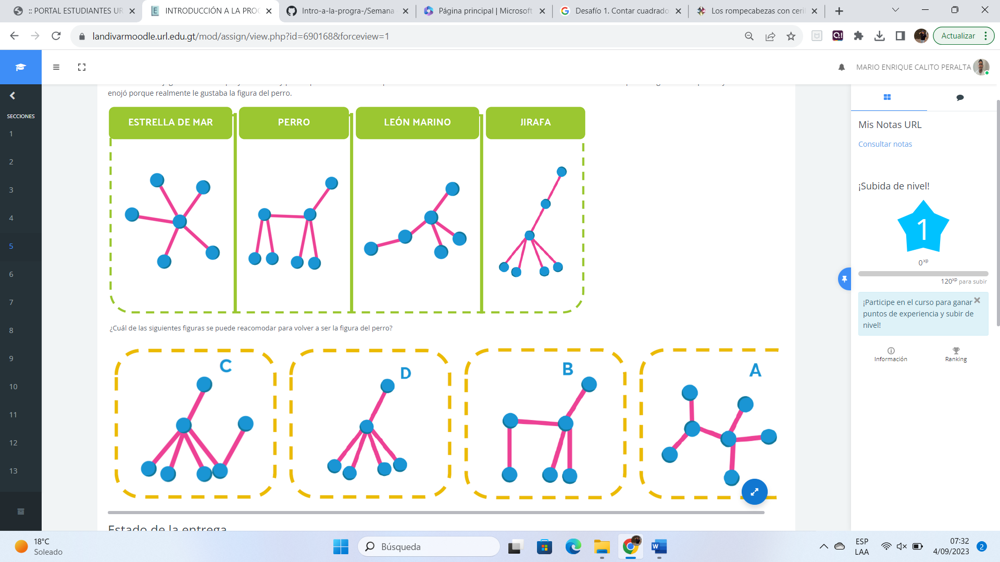 :: PORTAL ESTUDIANTES UR
INTRODUCCIÓN A LA PROG
Intro-a-la-progra-/Semana
Página principal | Microsoft
Desafío 1. Contar cuadrado
Los rompecabezas con ceril
landivarmoodle.url.edu.gt/mod/assign/view.php?id=690168&forceview=1
Actualizar
MARIO ENRIQUE CALITO PERALTA
SECCIONES
1
2
3
4
5
6
7
8
9
10
11
12
13
enojó porque realmente le gustaba la figura del perro.
ESTRELLA DE MAR
PERRO
LEÓN MARINO
JIRAFA
¿Cuál de las siguientes figuras se puede reacomodar para volver a ser la figura del perro?
C
D
B
A
Estado de la entrega
Mis Notas URL
Consultar notas
¡Subida de nivel!
1
0xp
120xp para subir
¡Participe en el curso para ganar
puntos de experiencia y subir de
nivel!
Información
Ranking
18°C
Soleado
Búsqueda
ESP
LAA
07:32
4/09/2023
2